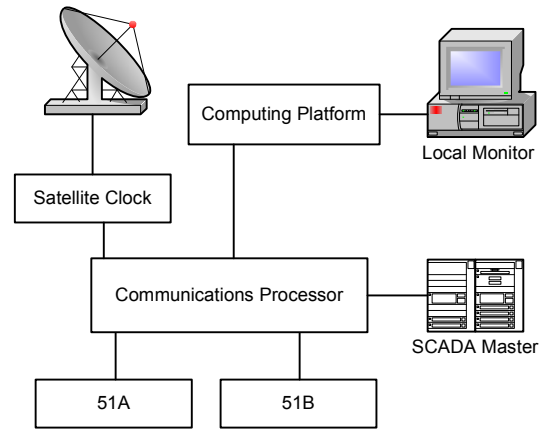 Computing Platform
Local Monitor
Satellite Clock
Communications Processor
SCADA Master
51A
51B